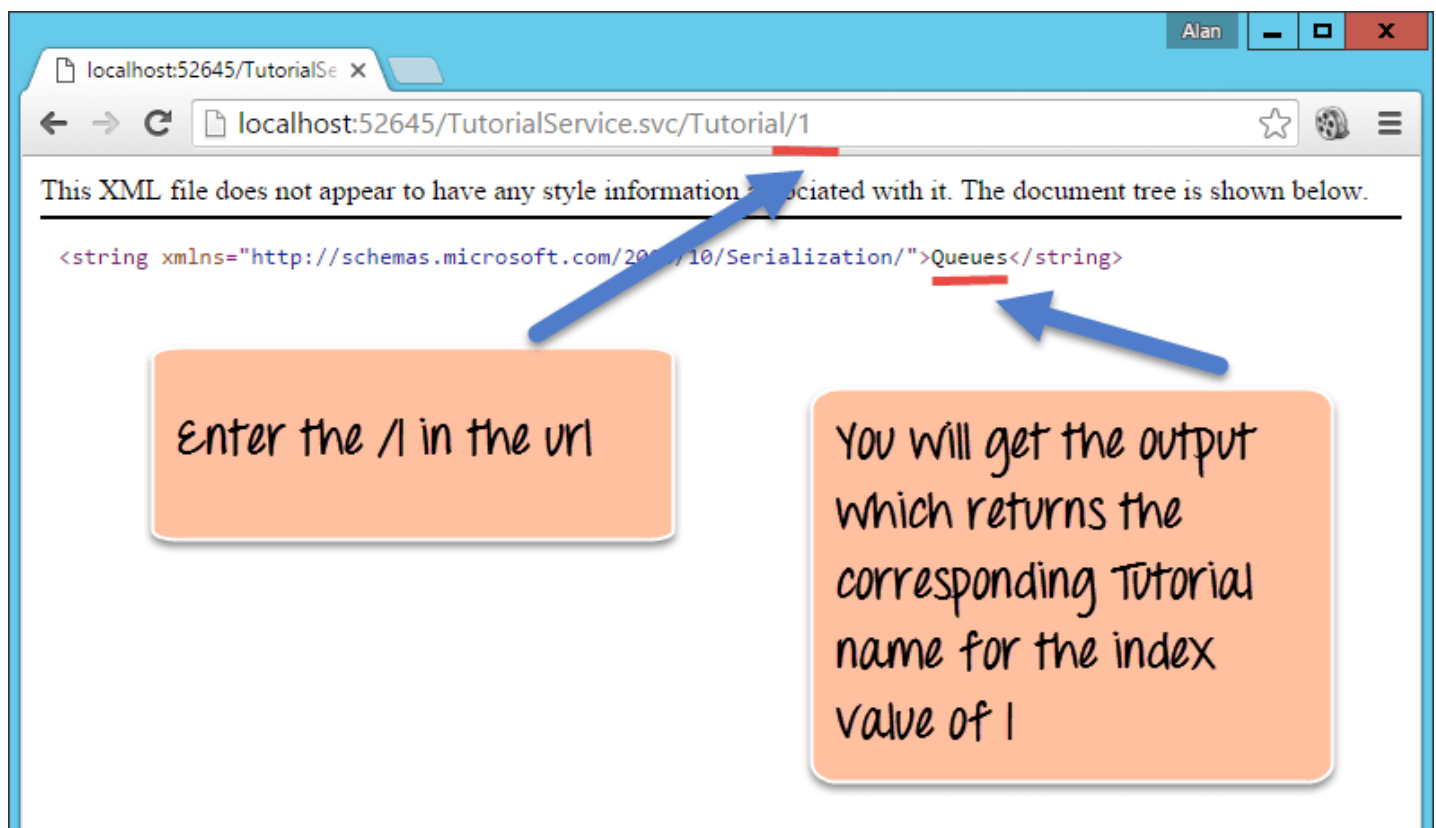 Alan
localhost:52645/TutorialSe
localhost:52645/TutorialService.svc/Tutorial/1
This XML file does not appear to have any style information associated with it. The document tree is shown below.
<string xmlns="http://schemas.microsoft.com/2003/10/Serialization/">Queues</string>
Enter the /1 in the url
You will get the output
which returns the
corresponding Tutorial
name for the index
value of 1